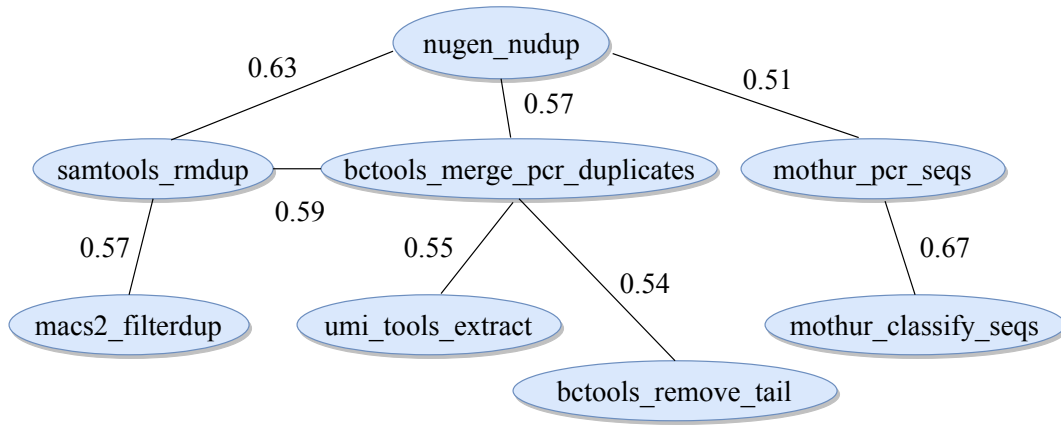 nugen_nudup
0.63
0.57
0.51
samtools_rmdup
bctools_merge_pcr_duplicates
mothur_pcr_seqs
0.59
0.57
0.55
0.54
0.67
macs2_filterdup
umi_tools_extract
mothur_classify_seqs
bctools_remove_tail